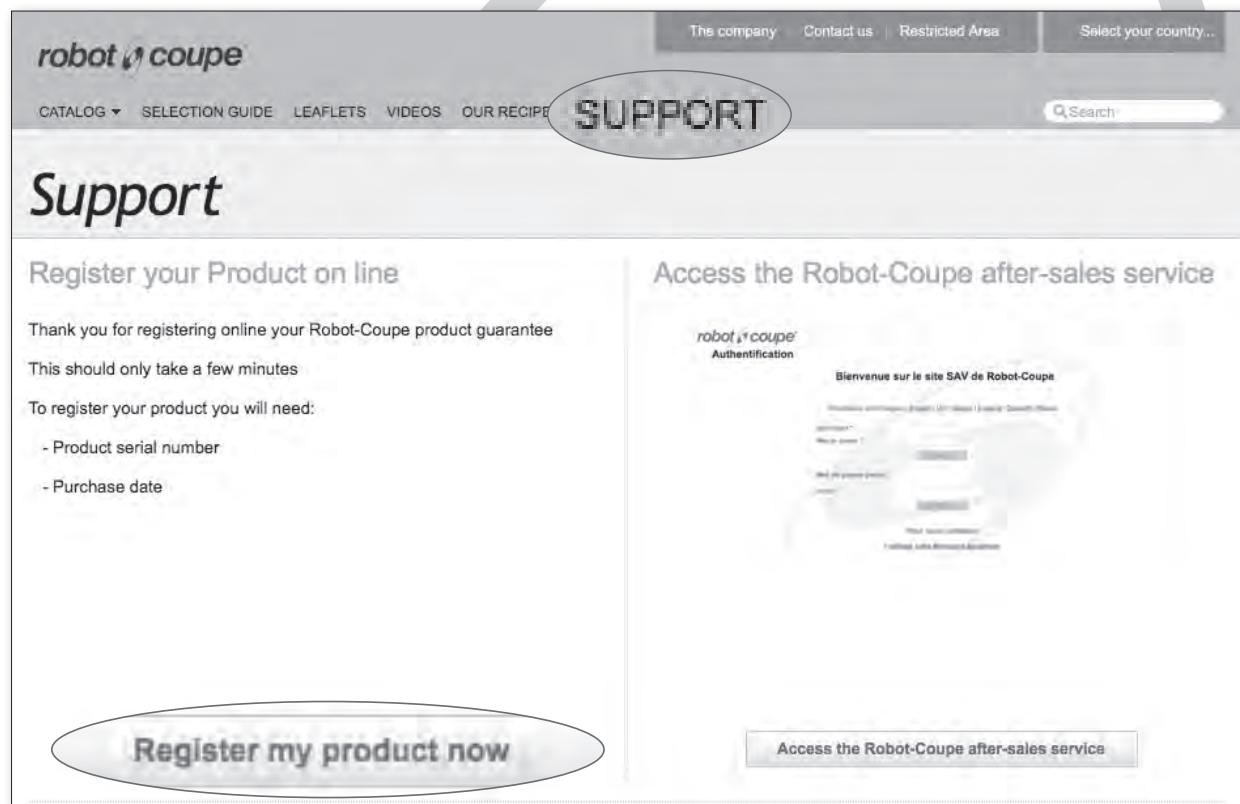 The company Contact us Restricted Area Select your country...
robot coupe
CATALOG SELECTION GUIDE LEAFLETS VIDEOS OUR RECIPE SUPPORT Search
Support
Register your Product on line
Thank you for registering online your Robot-Coupe product guarantee
This should only take a few minutes
To register your product you will need:
- Product serial number
- Purchase date
Register my product now
Access the Robot-Coupe after-sales service
robot coupe
Authentification
Bienvenue sur le site SAV de Robot-Coupe
Access the Robot-Coupe after-sales service